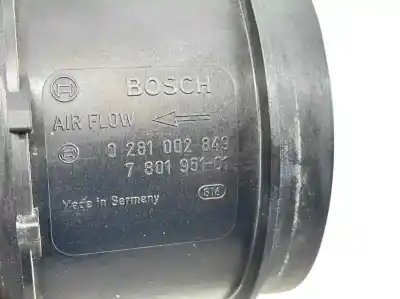 BOSCH
AIR FLOW
0 281 002 849
7 801 951-01
Made in Germany